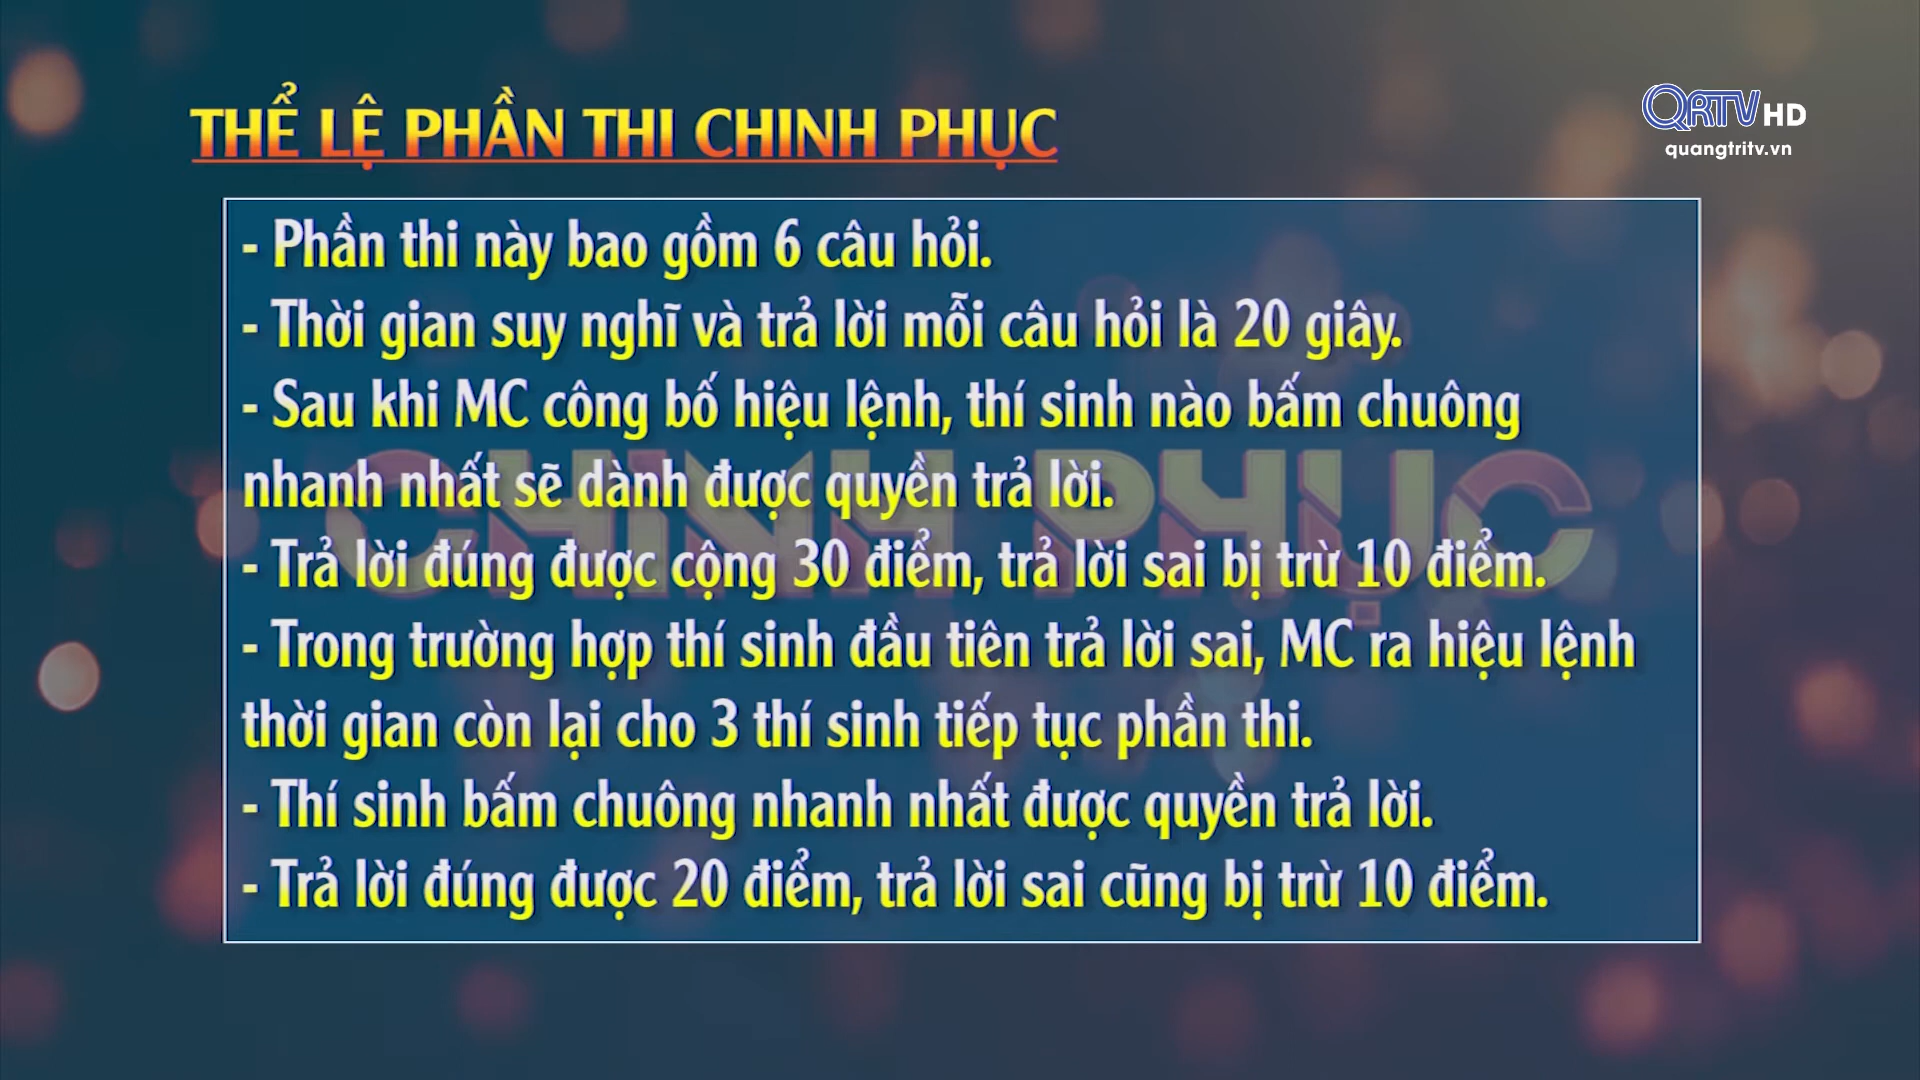 THỂ LỆ PHẦN THI CHINH PHỤC
QRTV HD
quangtritv.vn
- Phần thi này bao gồm 6 câu hỏi.
- Thời gian suy nghĩ và trả lời mỗi câu hỏi là 20 giây.
- Sau khi MC công bố hiệu lệnh, thí sinh nào bấm chuông
nhanh nhất sẽ dành được quyền trả lời.
CHINH PHỤC
- Trả lời đúng được cộng 30 điểm, trả lời sai bị trừ 10 điểm.
- Trong trường hợp thí sinh đầu tiên trả lời sai, MC ra hiệu lệnh
thời gian còn lại cho 3 thí sinh tiếp tục phần thi.
- Thí sinh bấm chuông nhanh nhất được quyền trả lời.
- Trả lời đúng được 20 điểm, trả lời sai cũng bị trừ 10 điểm.